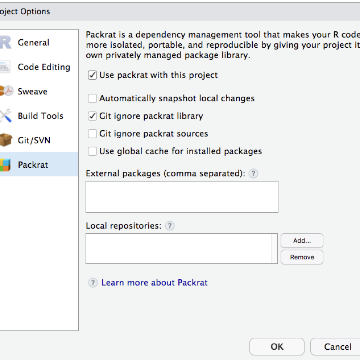 oject Options
General
Code Editing
Sweave
Build Tools
Git/SVN
Packrat
Packrat is a dependency management tool that makes your R code
more isolated, portable, and reproducible by giving your project it
own privately managed package library.
Use packrat with this project
Automatically snapshot local changes
Git ignore packrat library
Git ignore packrat sources
Use global cache for installed packages
External packages (comma separated): ?
Local repositories: ?
Add...
Remove
? Learn more about Packrat
OK
Cancel